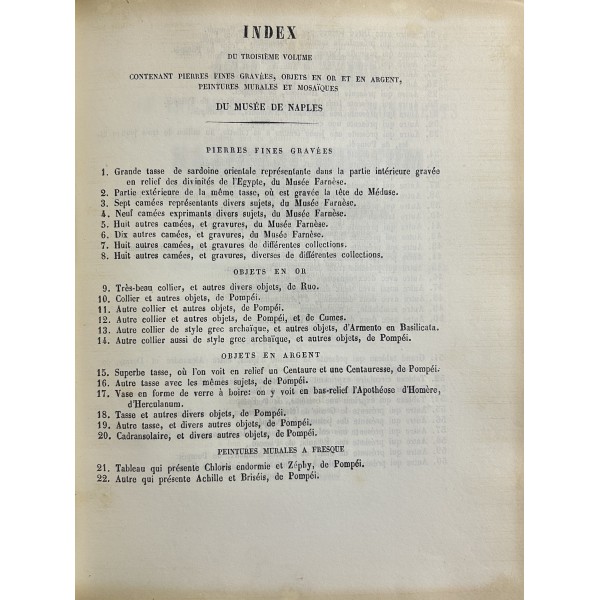 INDEX
DU TROISIÈME VOLUME
CONTENANT PIERRES FINES GRAVÉES, OBJETS EN OR ET EN ARGENT,
PEINTURES MURALES ET MOSAÏQUES
DU MUSÉE DE NAPLES
PIERRES FINES GRAVÉES
1. Grande tasse de sardoine orientale représentante dans la partie intérieure gravée
en relief des divinités de l'Egypte, du Musée Farnèse.
2. Partie extérieure de la même tasse, où est gravée la tête de Méduse.
3. Sept camées représentants divers sujets, du Musée Farnèse.
4. Neuf camées exprimants divers sujets, du Musée Farnèse.
5. Huit autres camées, et gravures, du Musée Farnèse.
6. Dix autres camées, et gravures, du Musée Farnèse.
7. Huit autres camées, et gravures de différentes collections.
8. Huit autres camées, et gravures, diverses de différentes collections.
OBJETS EN OR
9. Très-beau collier, et autres divers objets, de Ruo.
10. Collier et autres objets, de Pompéi.
11. Autre collier et autres objets, de Pompéi.
12. Autre collier et autres objets, de Pompéi, et de Cumes.
13. Autre collier de style grec archaïque, et autres objets, d'Armento en Basilicata.
14. Autre collier aussi de style grec archaïque, et autres objets, de Pompéi.
OBJETS EN ARGENT
15. Superbe tasse, où l'on voit en relief un Centaure et une Centauresse, de Pompéi.
16. Autre tasse avec les mêmes sujets, de Pompéi.
17. Vase en forme de verre à boire: on y voit en bas-relief l'Apothéose d'Homère,
d'Herculanum.
18. Tasse et autres divers objets, de Pompéi.
19. Autre tasse, et divers autres objets, de Pompéi.
20. Cadransolaire, et divers autres objets, de Pompéi.
PEINTURES MURALES A FRESQUE
21. Tableau qui présente Chloris endormie et Zéphy, de Pompéi.
22. Autre qui présente Achille et Briséis, de Pompéi.